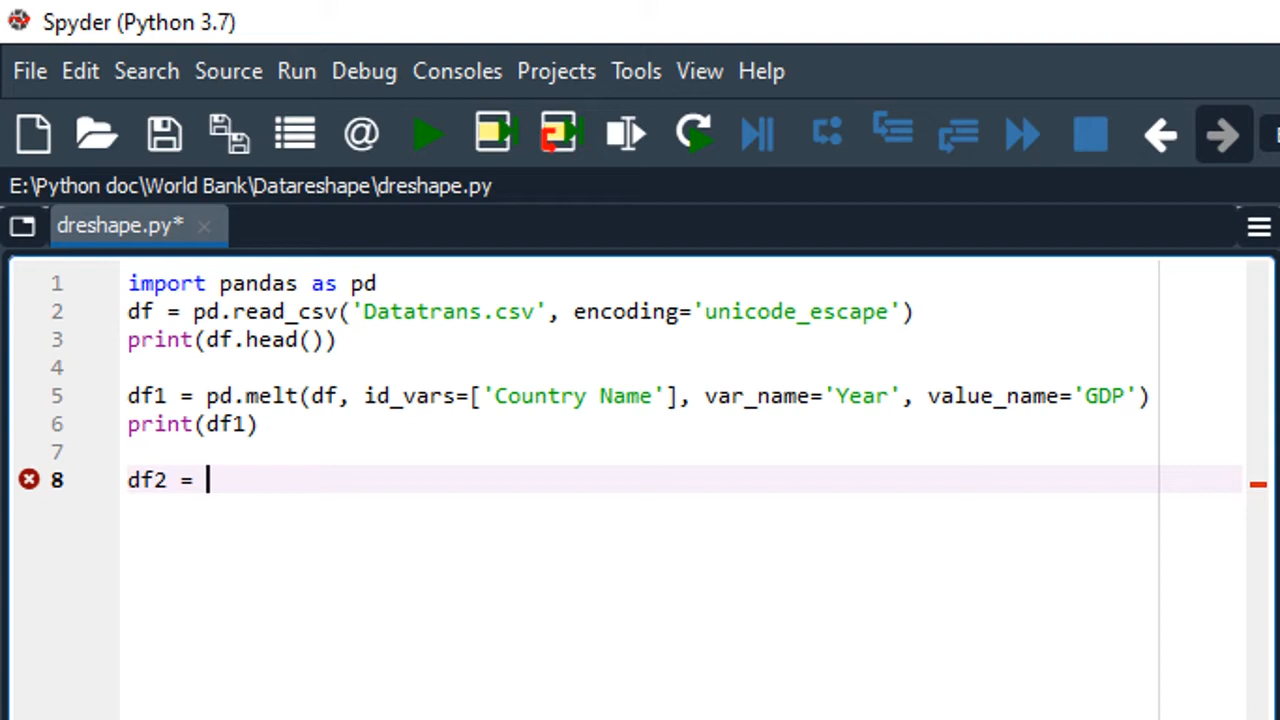 Spyder (Python 3.7)
File Edit Search Source Run Debug Consoles Projects Tools View Help
E:\Python doc\World Bank\Datareshape\dreshape.py
dreshape.py*
1 import pandas as pd
2 df = pd.read_csv('Datatrans.csv', encoding='unicode_escape')
3 print(df.head())
4
5 df1 = pd.melt(df, id_vars=['Country Name'], var_name='Year', value_name='GDP')
6 print(df1)
7
8 df2 =